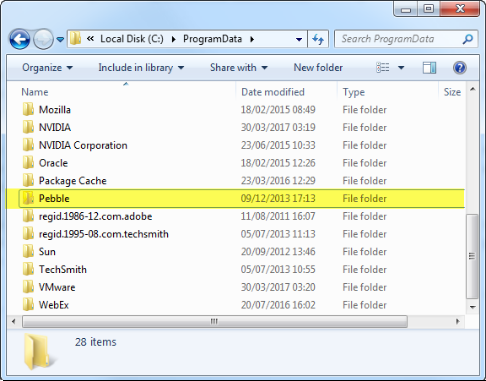 « Local Disk (C:) ▸ ProgramData ▸ Search ProgramData
Organize Include in library Share with New folder
Name Date modified Type Size
Mozilla 18/02/2015 08:49 File folder
NVIDIA 30/03/2017 03:19 File folder
NVIDIA Corporation 23/06/2015 10:33 File folder
Oracle 18/02/2015 12:26 File folder
Package Cache 23/03/2016 12:29 File folder
Pebble 09/12/2013 17:13 File folder
regid.1986-12.com.adobe 11/08/2011 16:07 File folder
regid.1995-08.com.techsmith 05/07/2013 11:13 File folder
Sun 20/09/2012 13:46 File folder
TechSmith 05/07/2013 10:55 File folder
VMware 30/03/2017 03:20 File folder
WebEx 20/07/2016 16:02 File folder
28 items